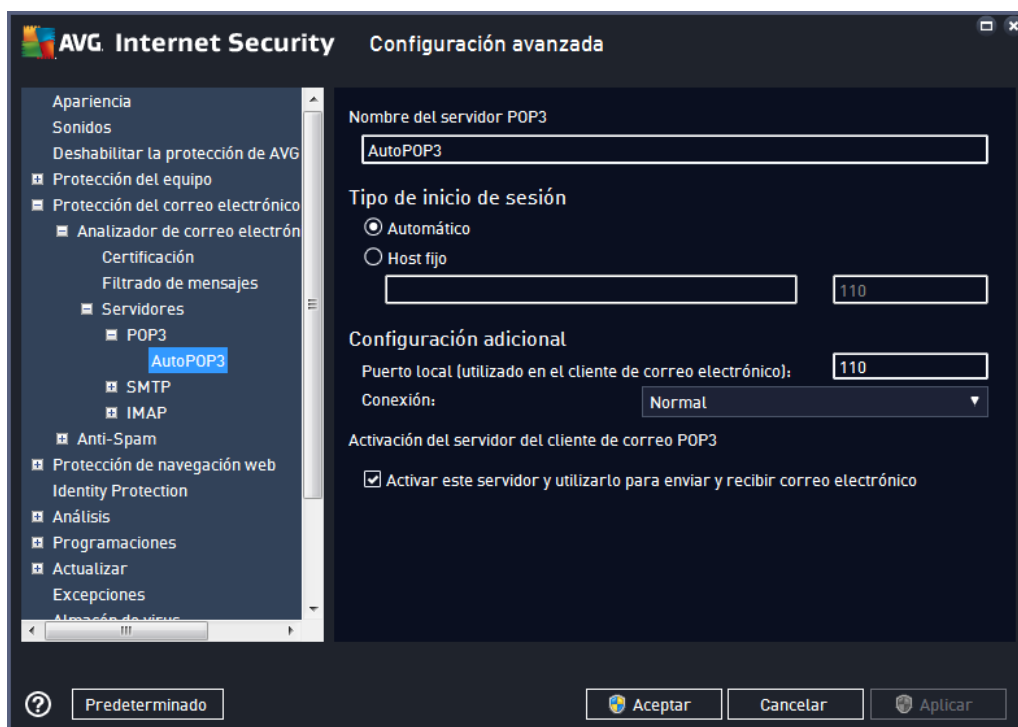 AVG. Internet Security
Configuración avanzada
Apariencia
Sonidos
Deshabilitar la protección de AVG
Protección del equipo
Protección del correo electrónico
Analizador de correo electrón
Certificación
Filtrado de mensajes
Servidores
POP3
AutoPOP3
SMTP
IMAP
Anti-Spam
Protección de navegación web
Identity Protection
Análisis
Programaciones
Actualizar
Excepciones
Almacén de virus
Nombre del servidor POP3
AutoPOP3
Tipo de inicio de sesión
Automático
Host fijo
110
Configuración adicional
Puerto local (utilizado en el cliente de correo electrónico): 110
Conexión: Normal
Activación del servidor del cliente de correo POP3
Activar este servidor y utilizarlo para enviar y recibir correo electrónico
? Predeterminado Aceptar Cancelar Aplicar